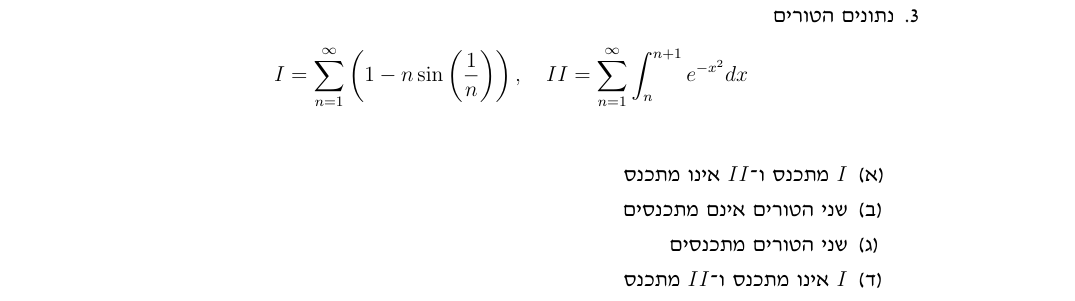 3. נתונים הטורים
I = \sum_{n=1}^{\infty} \left(1 - n \sin\left(\frac{1}{n}\right)\right), \quad II = \sum_{n=1}^{\infty} \int_{n}^{n+1} e^{-x^2} dx
(א) I מתכנס ו־II אינו מתכנס
(ב) שני הטורים אינם מתכנסים
(ג) שני הטורים מתכנסים
(ד) I אינו מתכנס ו־II מתכנס